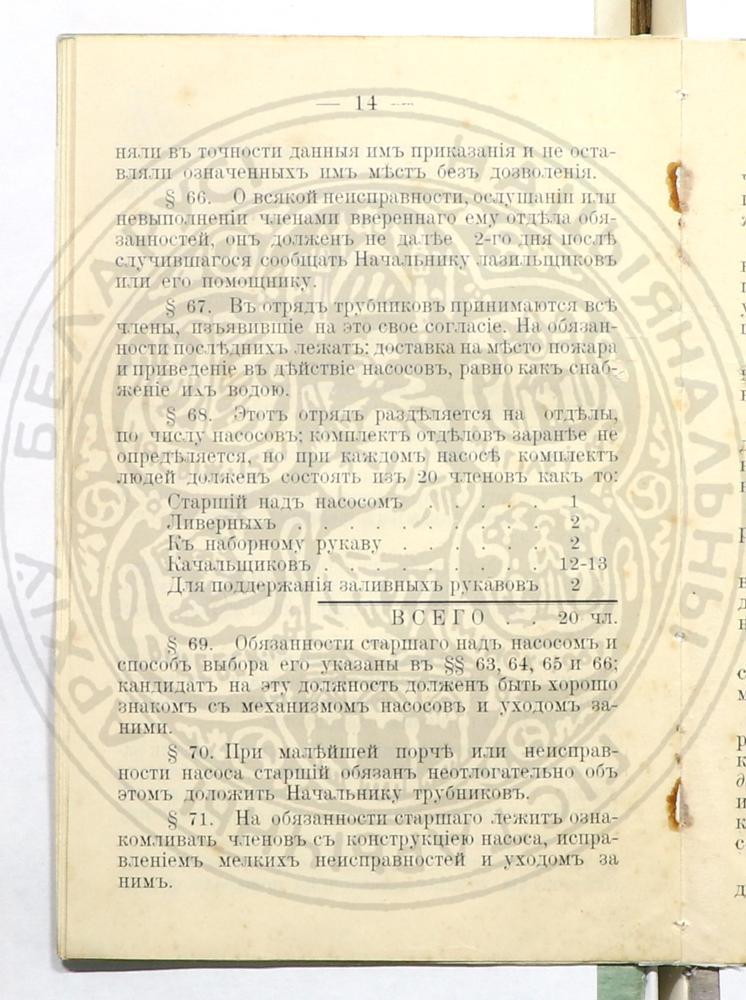 — 14 —
няли въ точности данныя имъ приказанія и не оста-
вляли означенныхъ имъ мѣстъ безъ дозволенія.
§ 66. О всякой неисправности, ослушаніи или
невыполненіи членами ввереннаго ему отдѣла обя-
занностей, онъ долженъ не далѣе 2-го дня послѣ
случившагося сообщать Начальнику лазильщиковъ
или его помощнику.
§ 67. Въ отрядъ трубниковъ принимаются всѣ
члены, изъявившіе на это свое согласіе. На обязан-
ности послѣднихъ лежатъ: доставка на мѣсто пожара
и приведеніе въ дѣйствіе насосовъ, равно какъ снаб-
женіе ихъ водою.
§ 68. Этотъ отрядъ раздѣляется на отдѣлы,
по числу насосовъ; комплектъ отдѣловъ заранѣе не
опредѣляется, но при каждомъ насосѣ комплектъ
людей долженъ состоять изъ 20 членовъ какъ то:
Старшій надъ насосомъ . . . . . 1
Ливерныхъ . . . . . . . . . . 2
Къ наборному рукаву . . . . . . 2
Качальщиковъ . . . . . . . . . 12-13
Для поддержанія заливныхъ рукавовъ 2
ВСЕГО . . 20 чл.
§ 69. Обязанности старшаго надъ насосомъ и
способъ выбора его указаны въ §§ 63, 64, 65 и 66;
кандидатъ на эту должность долженъ быть хорошо
знакомъ съ механизмомъ насосовъ и уходомъ за-
ними.
§ 70. При малѣйшей порчѣ или неисправ-
ности насоса старшій обязанъ неотлогательно объ
этомъ доложить Начальнику трубниковъ.
§ 71. На обязанности старшаго лежит озна-
комливать членовъ съ конструкціею насоса, испра-
вленіемъ мелкихъ неисправностей и уходомъ за
нимъ.